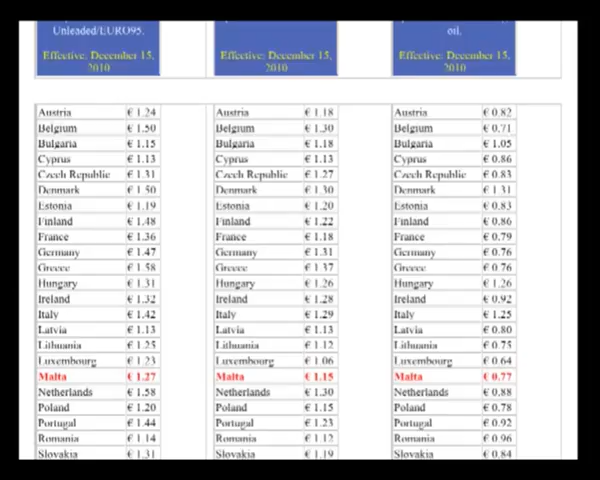 Unleaded/EURO95.
Effective: December 15,
2010
Effective: December 15,
2010
oil.
Effective: December 15,
2010
Austria € 1.24
Belgium € 1.50
Bulgaria € 1.15
Cyprus € 1.13
Czech Republic € 1.31
Denmark € 1.50
Estonia € 1.19
Finland € 1.48
France € 1.36
Germany € 1.47
Greece € 1.58
Hungary € 1.31
Ireland € 1.32
Italy € 1.42
Latvia € 1.13
Lithuania € 1.25
Luxembourg € 1.23
Malta € 1.27
Netherlands € 1.58
Poland € 1.20
Portugal € 1.44
Romania € 1.14
Slovakia € 1.31
Austria € 1.18
Belgium € 1.30
Bulgaria € 1.18
Cyprus € 1.13
Czech Republic € 1.27
Denmark € 1.30
Estonia € 1.20
Finland € 1.22
France € 1.18
Germany € 1.31
Greece € 1.37
Hungary € 1.26
Ireland € 1.28
Italy € 1.29
Latvia € 1.13
Lithuania € 1.12
Luxembourg € 1.06
Malta € 1.15
Netherlands € 1.30
Poland € 1.15
Portugal € 1.23
Romania € 1.12
Slovakia € 1.19
Austria € 0.82
Belgium € 0.71
Bulgaria € 1.05
Cyprus € 0.86
Czech Republic € 0.83
Denmark € 1.31
Estonia € 0.83
Finland € 0.86
France € 0.79
Germany € 0.76
Greece € 0.76
Hungary € 1.26
Ireland € 0.92
Italy € 1.25
Latvia € 0.80
Lithuania € 0.75
Luxembourg € 0.64
Malta € 0.77
Netherlands € 0.88
Poland € 0.78
Portugal € 0.92
Romania € 0.96
Slovakia € 0.84